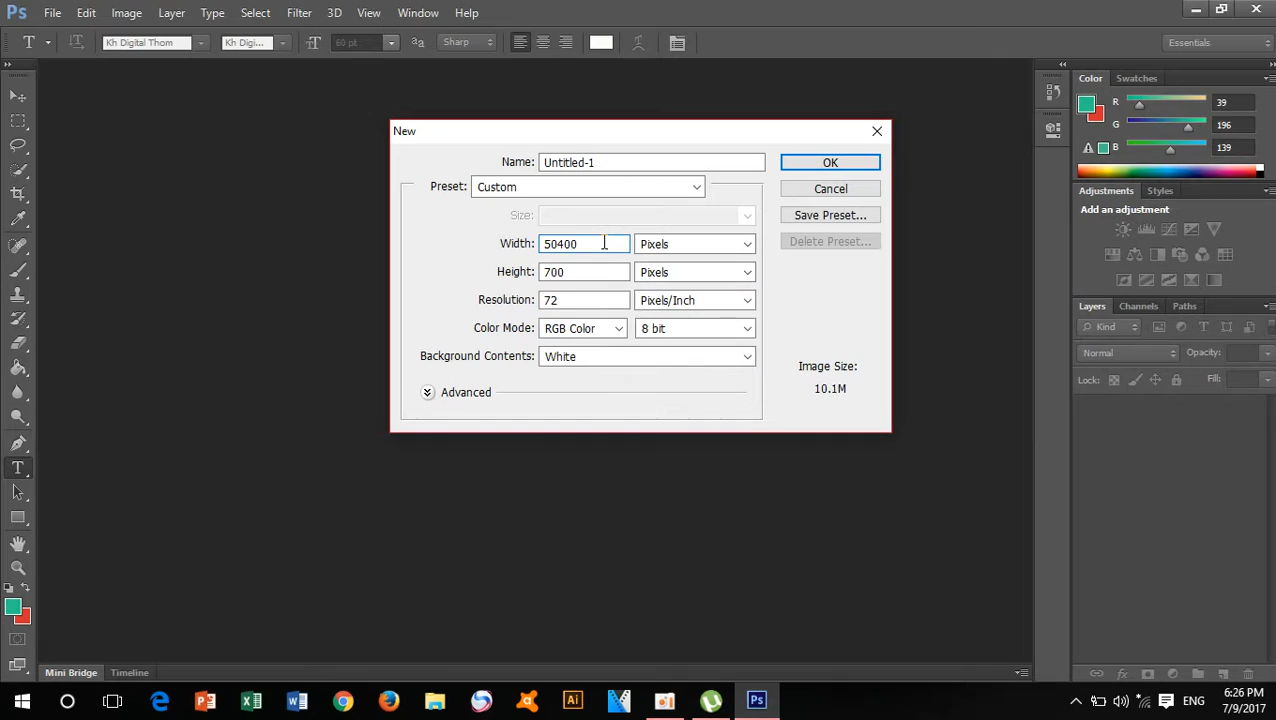 Ps File Edit Image Layer Type Select Filter 3D View Window Help
T Kh Digital Thom Kh Digi... 60 pt Sharp Essentials
Color Swatches
R 39
G 196
B 139
Adjustments Styles
Add an adjustment
Layers Channels Paths
Kind
Normal Opacity:
Lock: Fill:
New
Name: Untitled-1 OK
Preset: Custom Cancel
Size: Save Preset...
Width: 50400 Pixels Delete Preset...
Height: 700 Pixels
Resolution: 72 Pixels/Inch
Color Mode: RGB Color 8 bit
Background Contents: White Image Size:
10.1M
Advanced
Mini Bridge Timeline
Ai Ps ENG 6:26 PM
7/9/2017